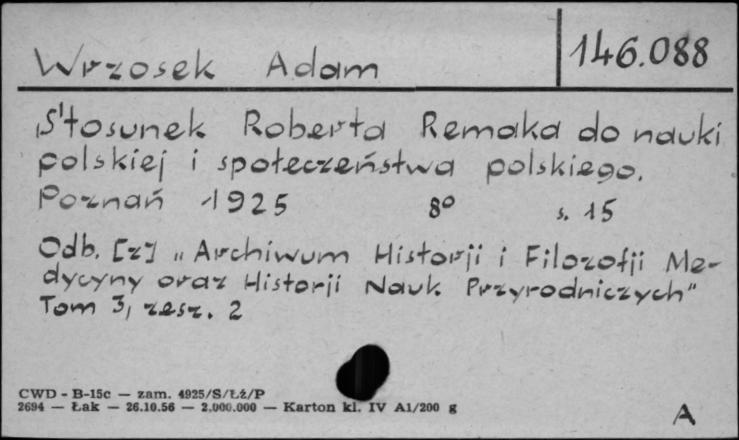 Wrzosek Adam
146.088
Stosunek Roberta Remaka do nauki
polskiej i społeczeństwa polskiego.
Poznań 1925 8° s. 15
Odb. [z] „Archiwum Historji i Filozofji Me-
dycyny oraz Historji Nauk Przyrodniczych"
Tom 3, zesz. 2
CWD - B-15c — zam. 4925/S/Łż/P
2694 — Łak — 26.10.56 — 2.000.000 — Karton kl. IV A1/200 g
A